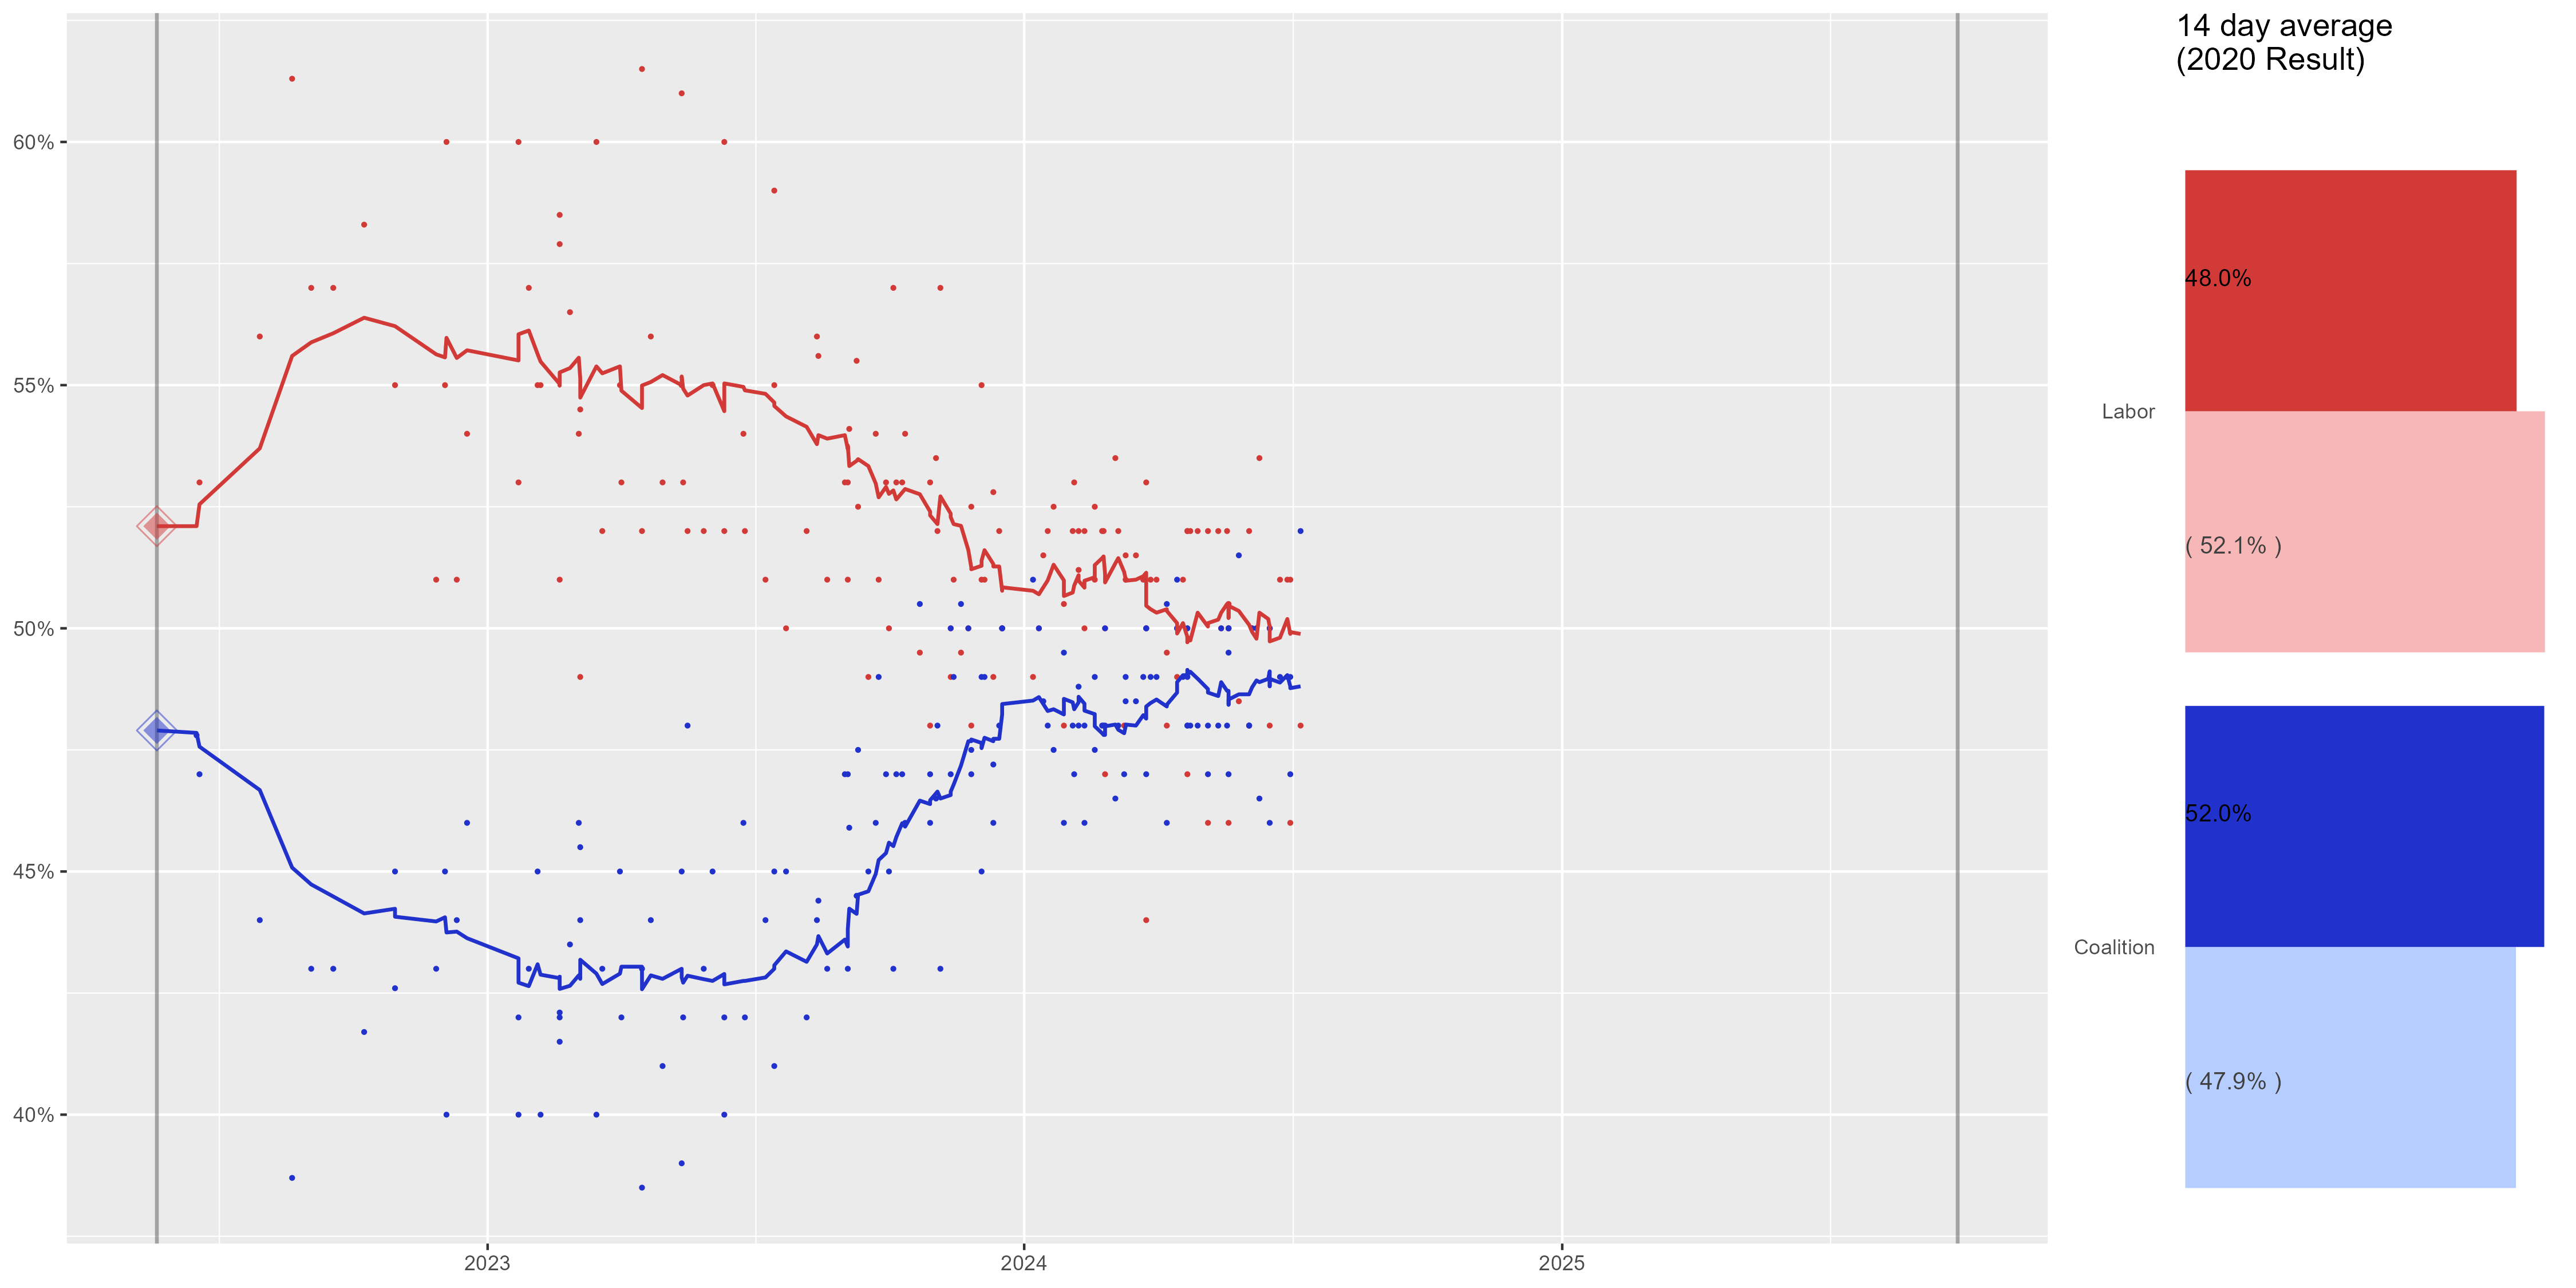 14 day average
(2020 Result)
60%
55%
50%
45%
40%
2023
2024
2025
Labor
48.0%
( 52.1% )
Coalition
52.0%
( 47.9% )